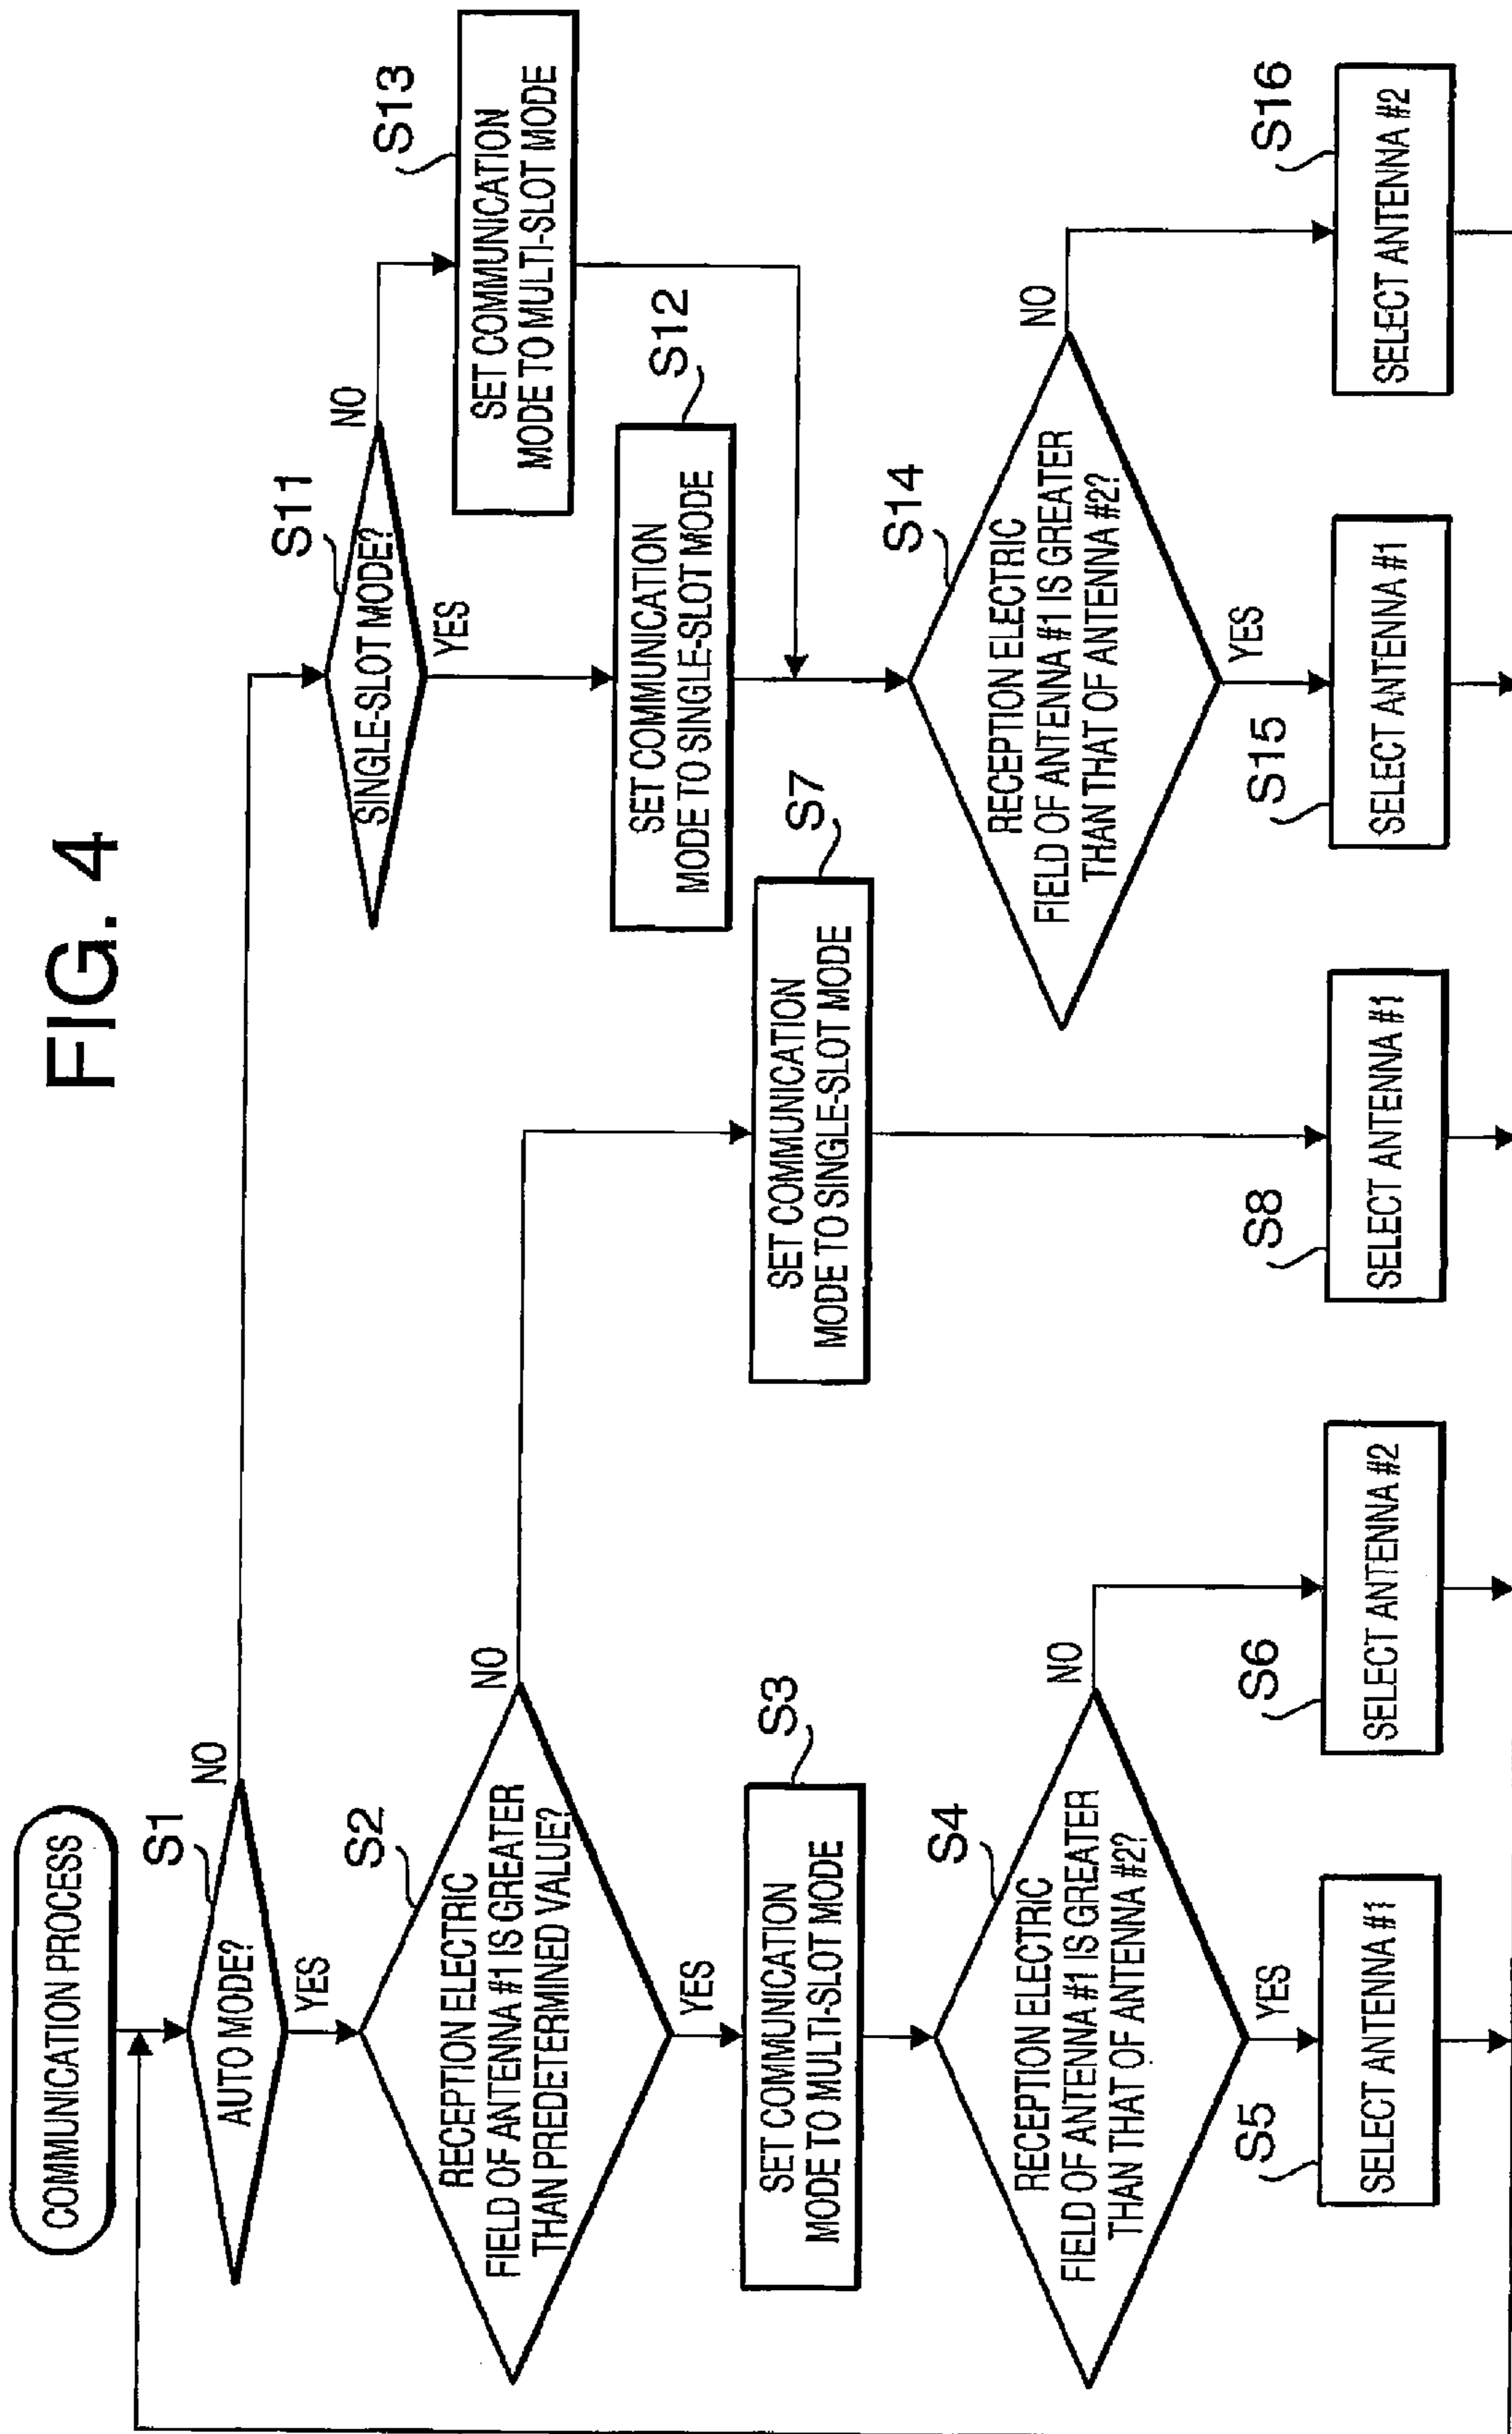 FIG. 4
COMMUNICATION PROCESS
S1
AUTO MODE?
NO
YES
S2
RECEPTION ELECTRIC
FIELD OF ANTENNA #1 IS GREATER
THAN PREDETERMINED VALUE?
NO
YES
S3
SET COMMUNICATION
MODE TO MULTI-SLOT MODE
S4
RECEPTION ELECTRIC
FIELD OF ANTENNA #1 IS GREATER
THAN THAT OF ANTENNA #2?
NO
YES
S5
SELECT ANTENNA #1
S6
SELECT ANTENNA #2
S7
SET COMMUNICATION
MODE TO SINGLE-SLOT MODE
S8
SELECT ANTENNA #1
S11
SINGLE-SLOT MODE?
NO
YES
S12
SET COMMUNICATION
MODE TO SINGLE-SLOT MODE
S13
SET COMMUNICATION
MODE TO MULTI-SLOT MODE
S14
RECEPTION ELECTRIC
FIELD OF ANTENNA #1 IS GREATER
THAN THAT OF ANTENNA #2?
NO
YES
S15
SELECT ANTENNA #1
S16
SELECT ANTENNA #2